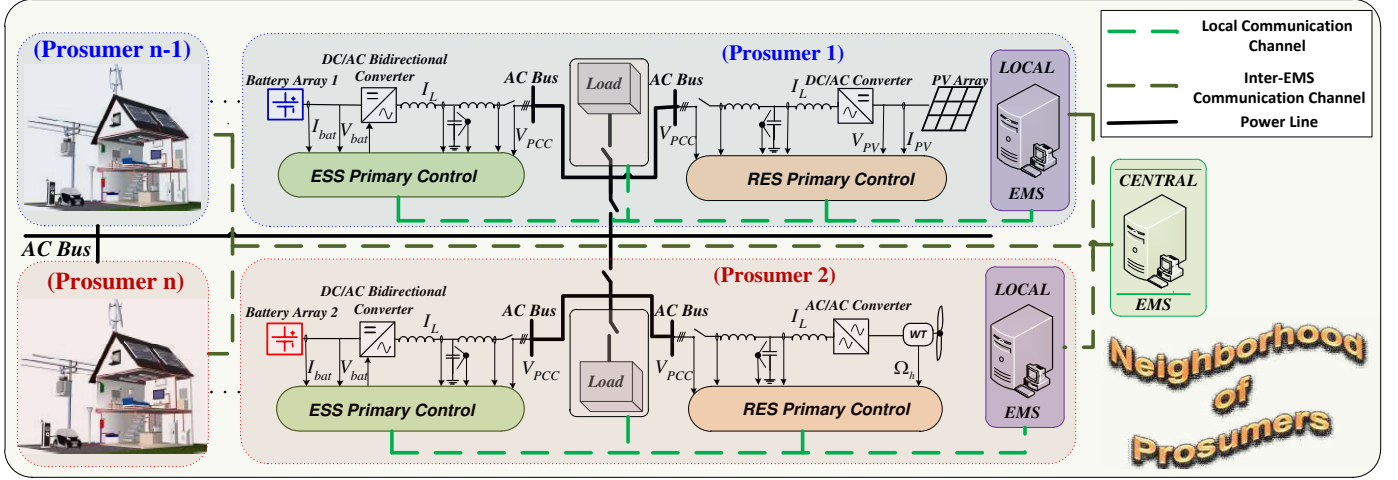 (Prosumer n-1)
Battery Array 1
DC/AC Bidirectional
Converter
I_L
AC Bus
I_bat
V_bat
V_PCC
ESS Primary Control
Load
(Prosumer 1)
AC Bus
I_L
DC/AC Converter
PV Array
V_PCC
V_PV
I_PV
RES Primary Control
LOCAL
EMS
Local Communication
Channel
Inter-EMS
Communication Channel
Power Line
CENTRAL
EMS
AC Bus
(Prosumer n)
Battery Array 2
DC/AC Bidirectional
Converter
I_L
AC Bus
I_bat
V_bat
V_PCC
ESS Primary Control
Load
(Prosumer 2)
AC Bus
I_L
AC/AC Converter
WT
V_PCC
Ω_h
RES Primary Control
LOCAL
EMS
Neighborhood
of
Prosumers